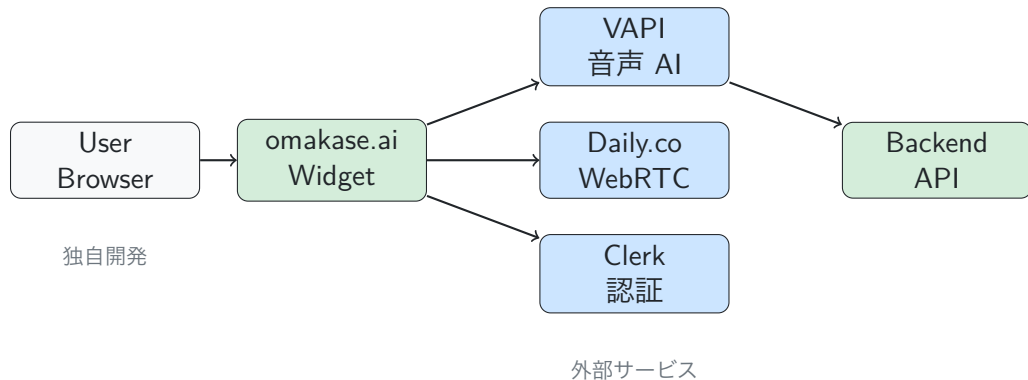 User
Browser
omakase.ai
Widget
VAPI
音声 AI
Daily.co
WebRTC
Clerk
認証
Backend
API
独自開発
外部サービス